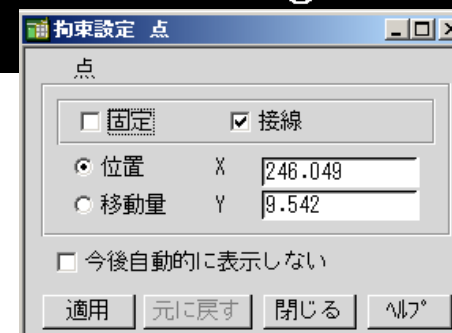 拘束設定 点
点
固定 接線
位置 X 246.049
移動量 Y 9.542
今後自動的に表示しない
適用 元に戻す 閉じる ﾍﾙﾌﾟ